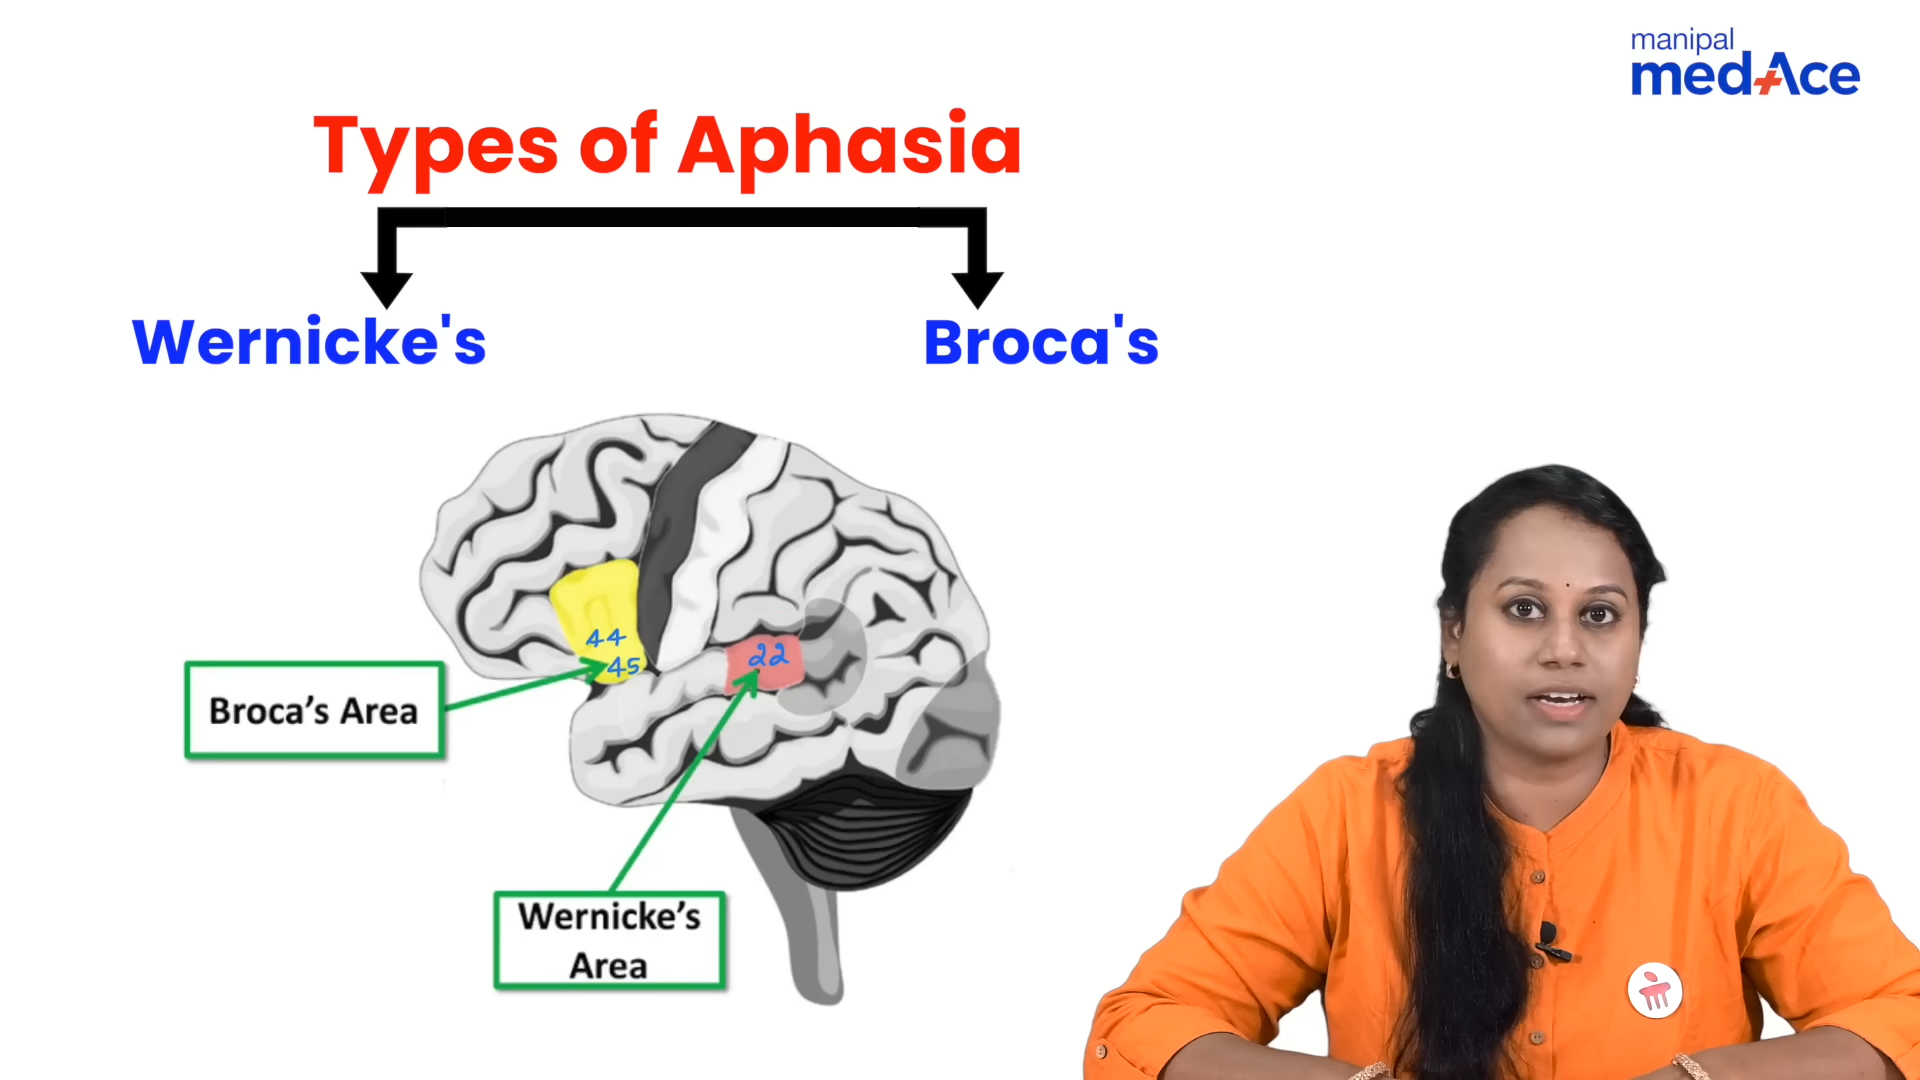 manipal
medAce
Types of Aphasia
Wernicke's
Broca's
44
45
22
Broca's Area
Wernicke's
Area